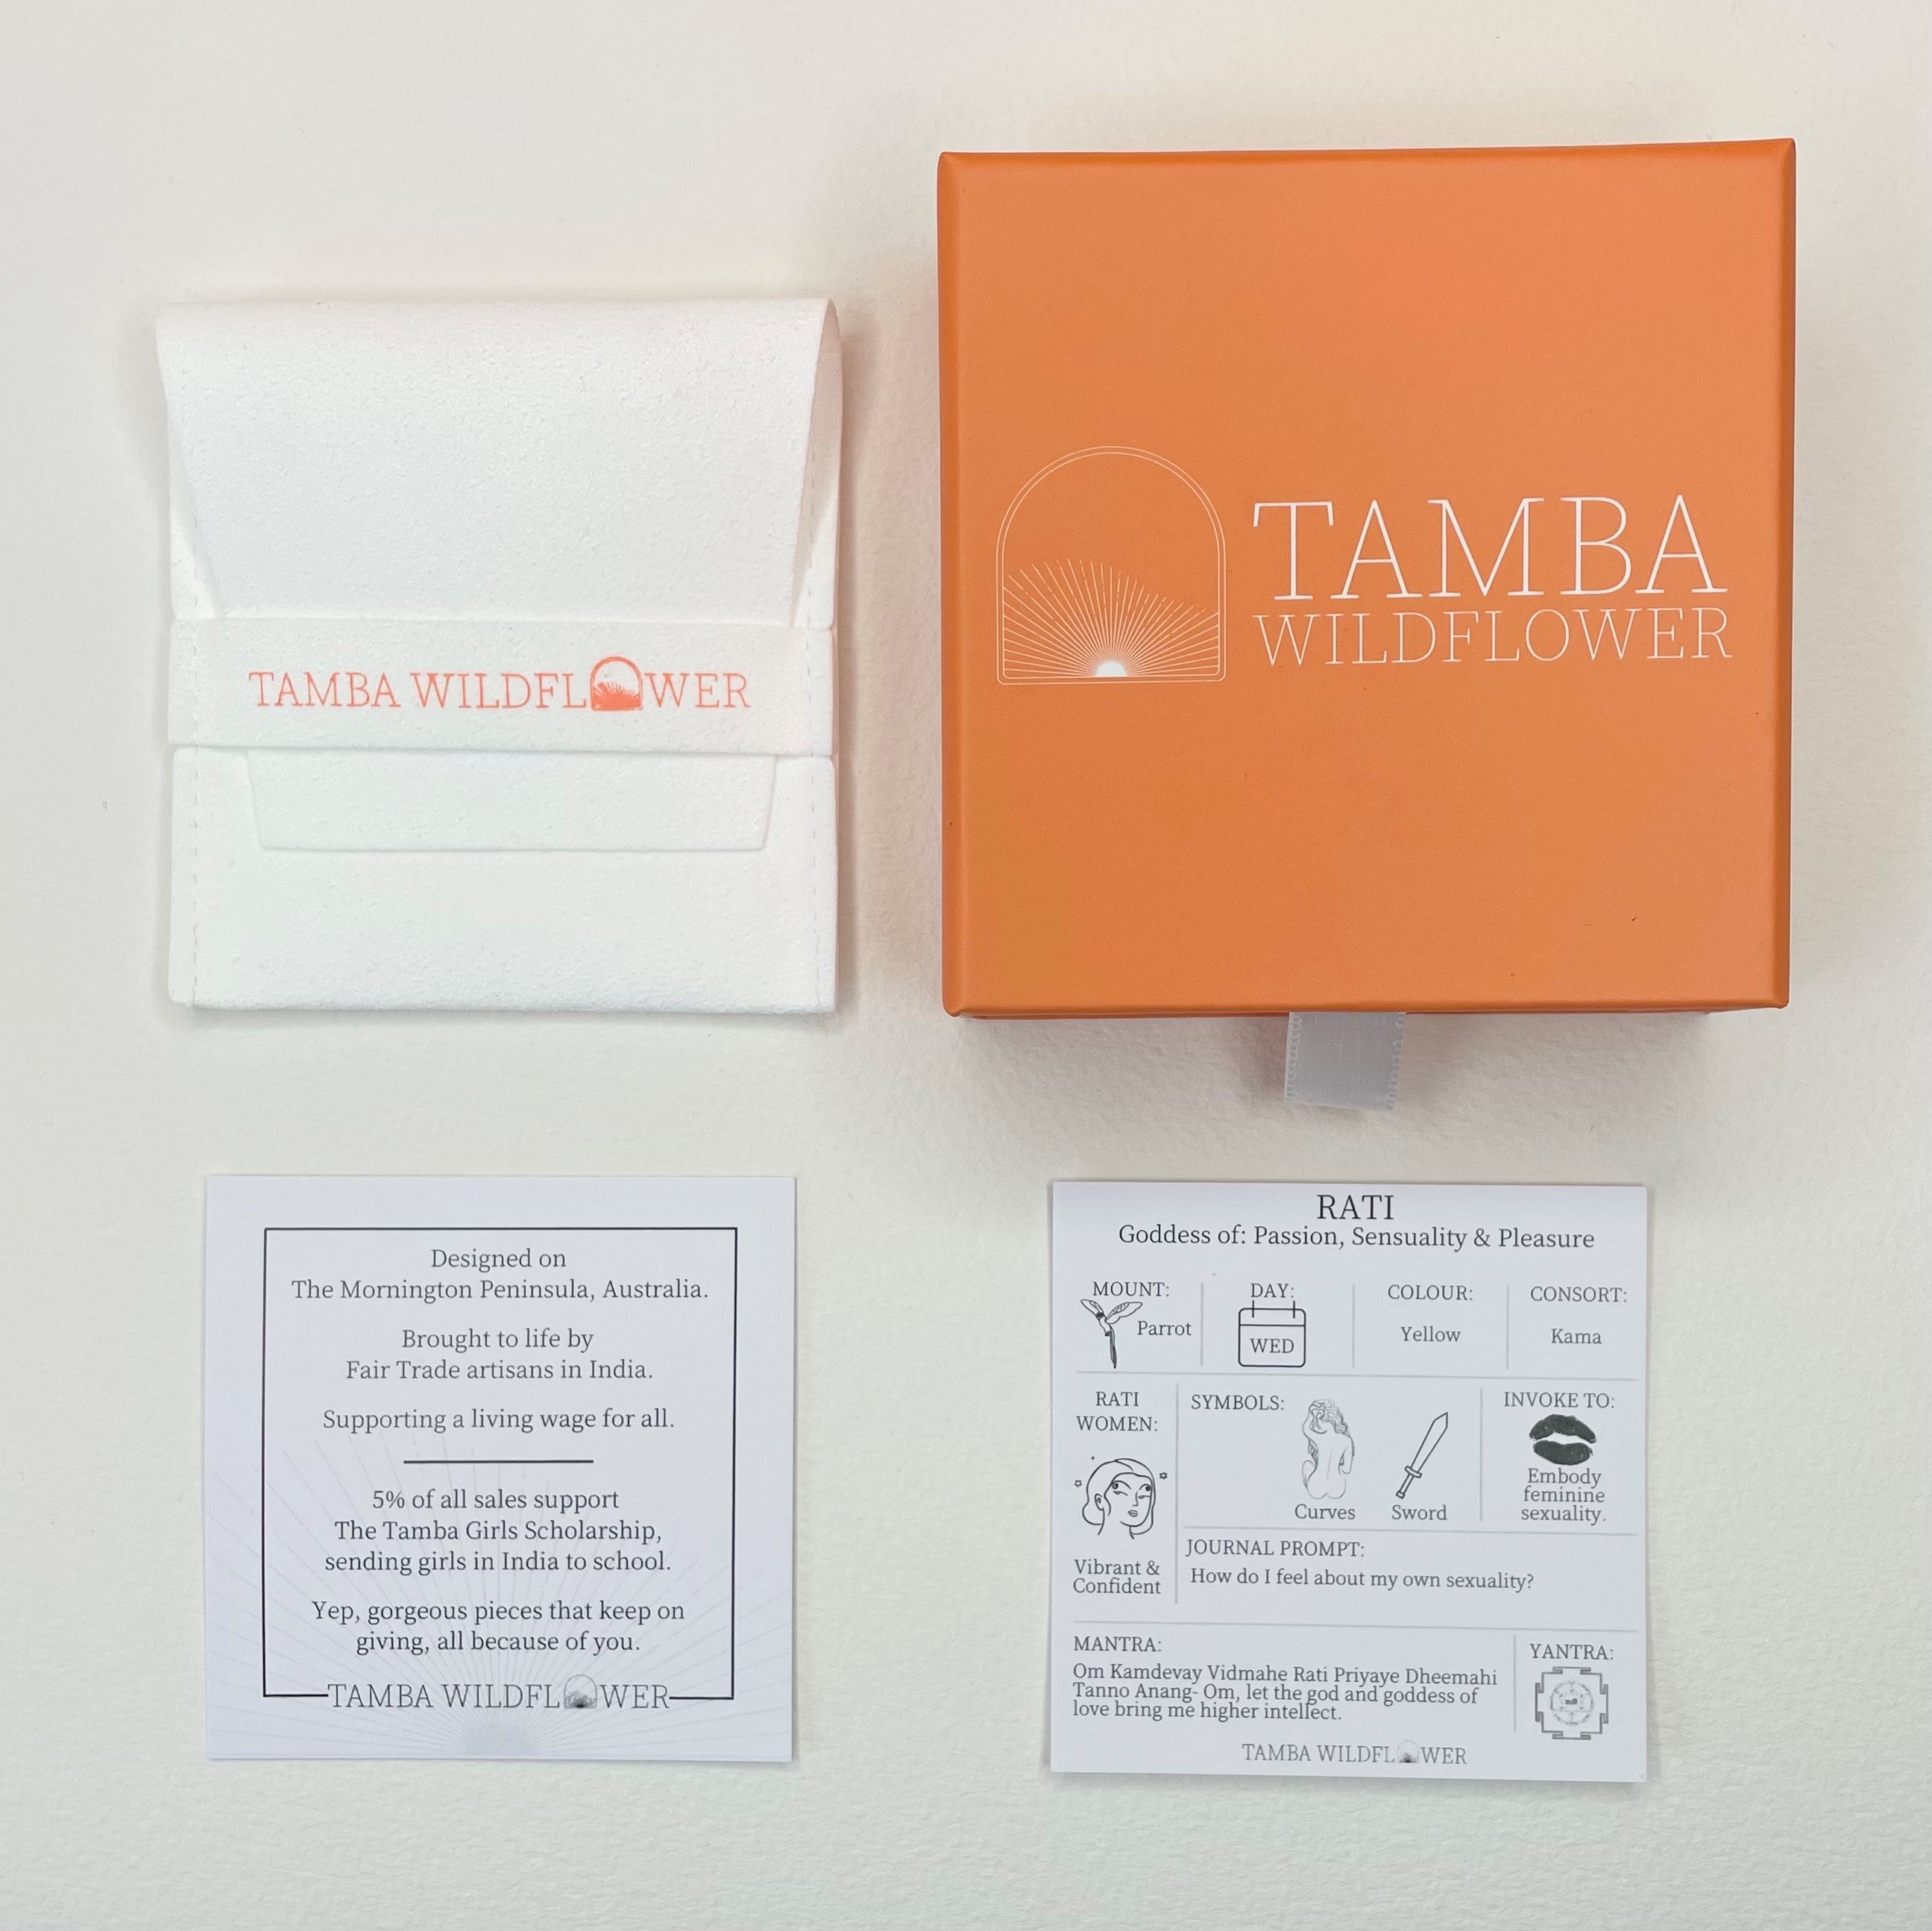 TAMBA WILDFLOWER
TAMBA
WILDFLOWER
Designed on
The Mornington Peninsula, Australia.
Brought to life by
Fair Trade artisans in India.
Supporting a living wage for all.
5% of all sales support
The Tamba Girls Scholarship,
sending girls in India to school.
Yep, gorgeous pieces that keep on
giving, all because of you.
TAMBA WILDFLOWER
RATI
Goddess of: Passion, Sensuality & Pleasure
MOUNT:
Parrot
DAY:
WED
COLOUR:
Yellow
CONSORT:
Kama
RATI
WOMEN:
Vibrant &
Confident
SYMBOLS:
Curves
Sword
INVOKE TO:
Embody
feminine
sexuality.
JOURNAL PROMPT:
How do I feel about my own sexuality?
MANTRA:
Om Kamdevay Vidmahe Rati Priyaye Dheemahi
Tanno Anang- Om, let the god and goddess of
love bring me higher intellect.
YANTRA:
TAMBA WILDFLOWER